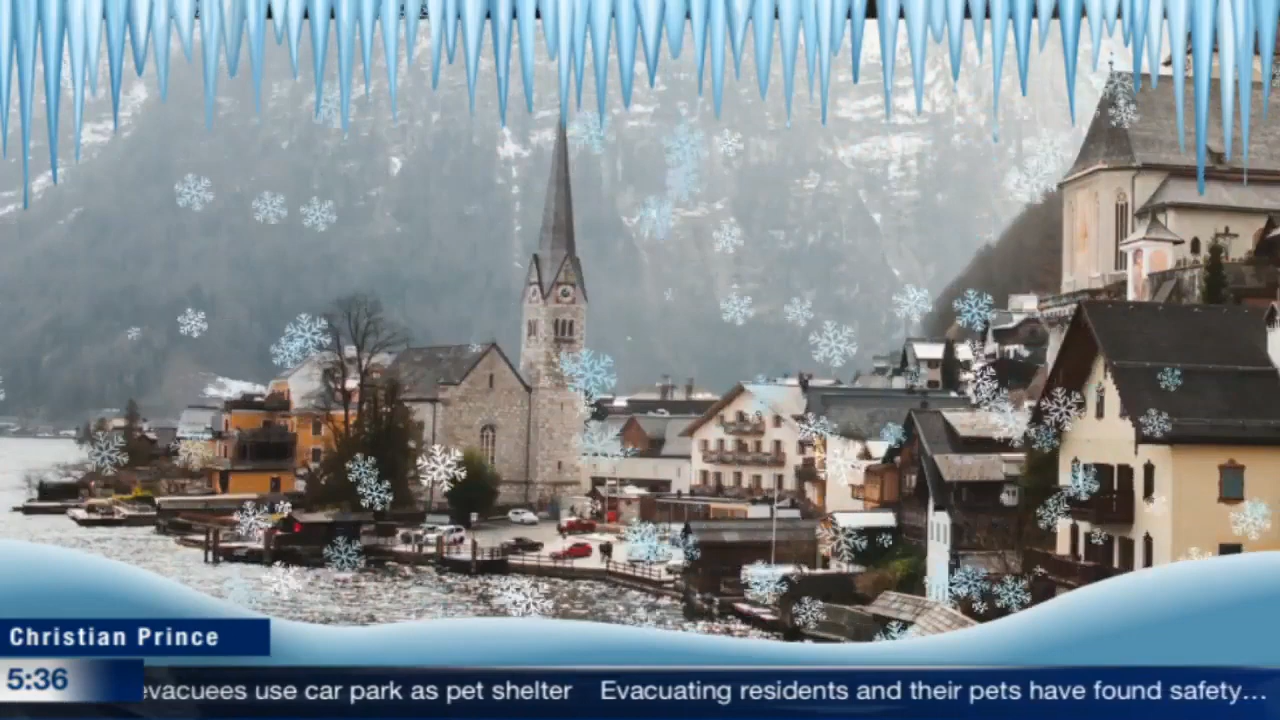 Christian Prince
5:36
evacuees use car park as pet shelter Evacuating residents and their pets have found safety...